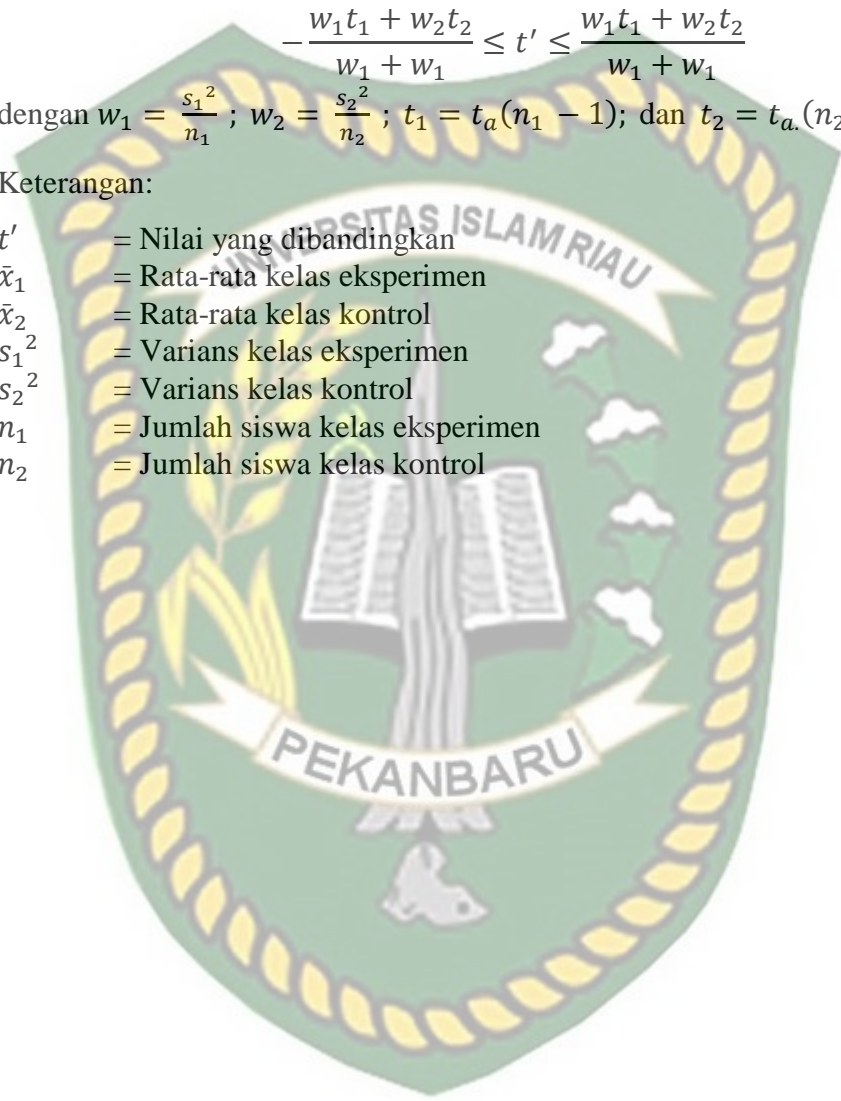 −(w₁t₁ + w₂t₂)/(w₁ + w₁) ≤ t′ ≤ (w₁t₁ + w₂t₂)/(w₁ + w₁)
dengan w₁ = s₁²/n₁ ; w₂ = s₂²/n₂ ; t₁ = tₐ(n₁ − 1); dan t₂ = tₐ.(n₂
Keterangan:
t′ = Nilai yang dibandingkan
x̄₁ = Rata-rata kelas eksperimen
x̄₂ = Rata-rata kelas kontrol
s₁² = Varians kelas eksperimen
s₂² = Varians kelas kontrol
n₁ = Jumlah siswa kelas eksperimen
n₂ = Jumlah siswa kelas kontrol
UNIVERSITAS ISLAM RIAU
PEKANBARU